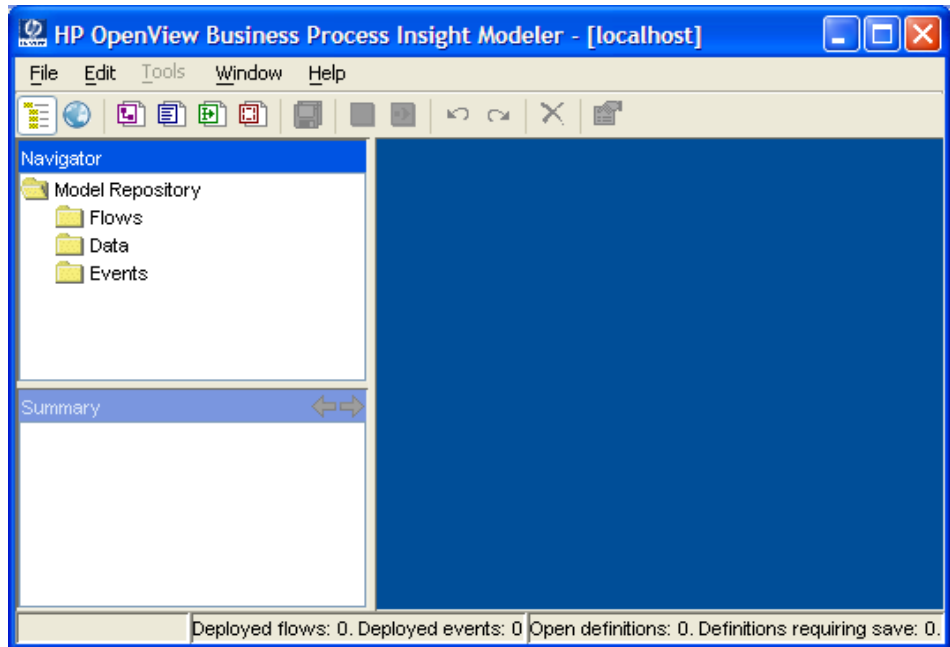 HP OpenView Business Process Insight Modeler - [localhost]
File Edit Tools Window Help
Navigator
Model Repository
Flows
Data
Events
Summary
Deployed flows: 0. Deployed events: 0 Open definitions: 0. Definitions requiring save: 0.